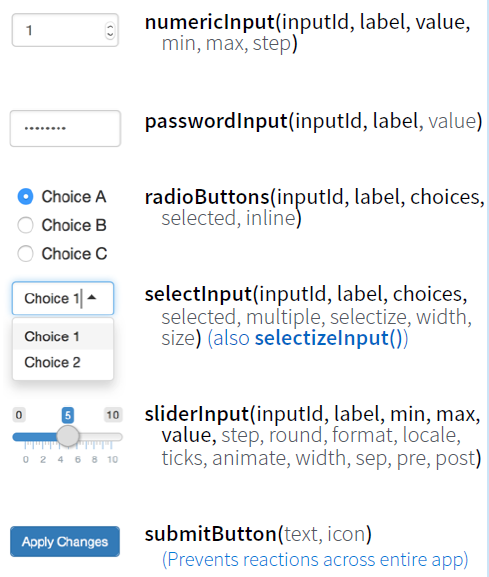 1
numericInput(inputId, label, value,
min, max, step)
••••••••
passwordInput(inputId, label, value)
Choice A
Choice B
Choice C
radioButtons(inputId, label, choices,
selected, inline)
Choice 1
Choice 1
Choice 2
selectInput(inputId, label, choices,
selected, multiple, selectize, width,
size) (also selectizeInput())
0 5 10
0 2 4 6 8 10
sliderInput(inputId, label, min, max,
value, step, round, format, locale,
ticks, animate, width, sep, pre, post)
Apply Changes
submitButton(text, icon)
(Prevents reactions across entire app)